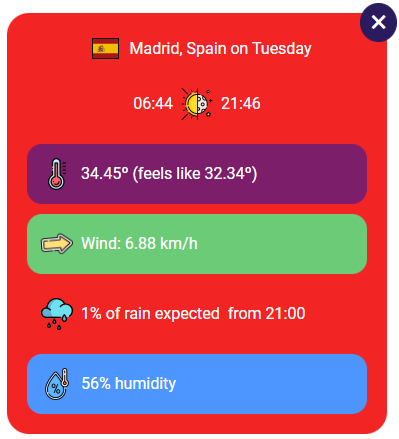 Madrid, Spain on Tuesday
06:44 21:46
34.45º (feels like 32.34º)
Wind: 6.88 km/h
1% of rain expected from 21:00
56% humidity